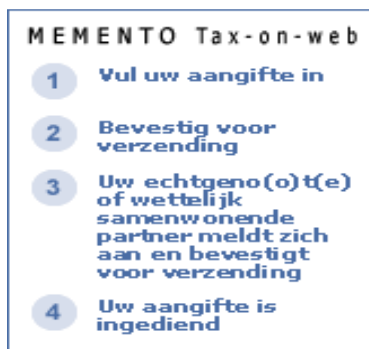 MEMENTO Tax-on-web
1 Vul uw aangifte in
2 Bevestig voor
verzending
3 Uw echtgeno(o)t(e)
of wettelijk
samenwonende
partner meldt zich
aan en bevestigt
voor verzending
4 Uw aangifte is
ingediend